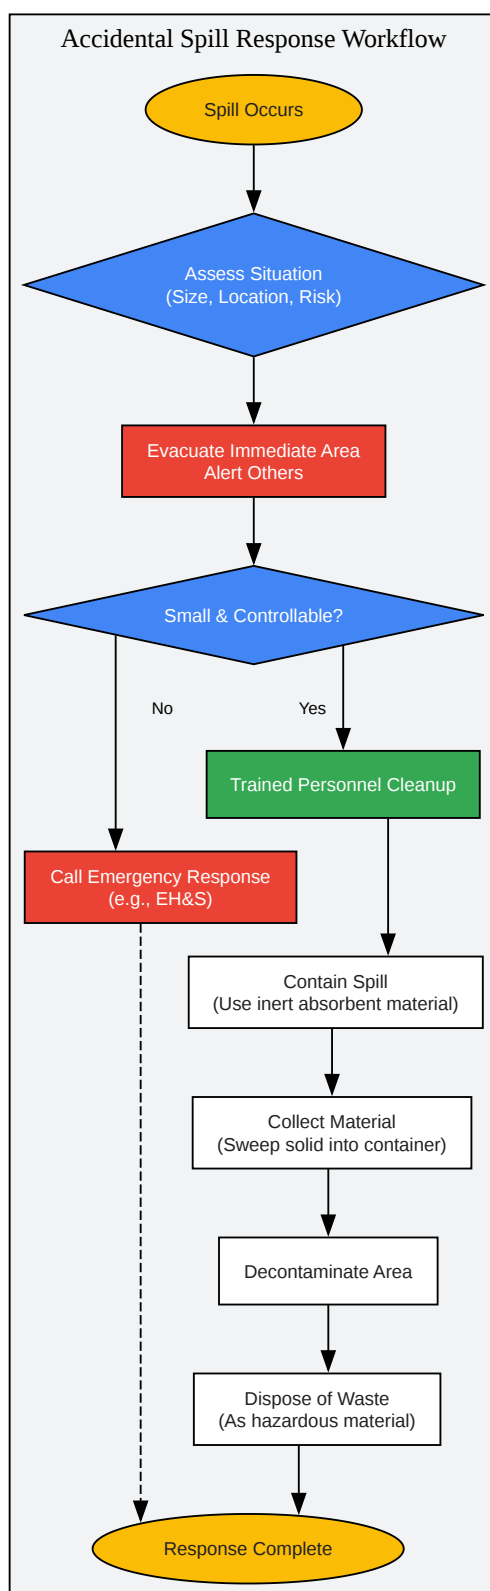 Accidental Spill Response Workflow
Spill Occurs
Assess Situation
(Size, Location, Risk)
Evacuate Immediate Area
Alert Others
Small & Controllable?
No
Yes
Trained Personnel Cleanup
Call Emergency Response
(e.g., EH&S)
Contain Spill
(Use inert absorbent material)
Collect Material
(Sweep solid into container)
Decontaminate Area
Dispose of Waste
(As hazardous material)
Response Complete